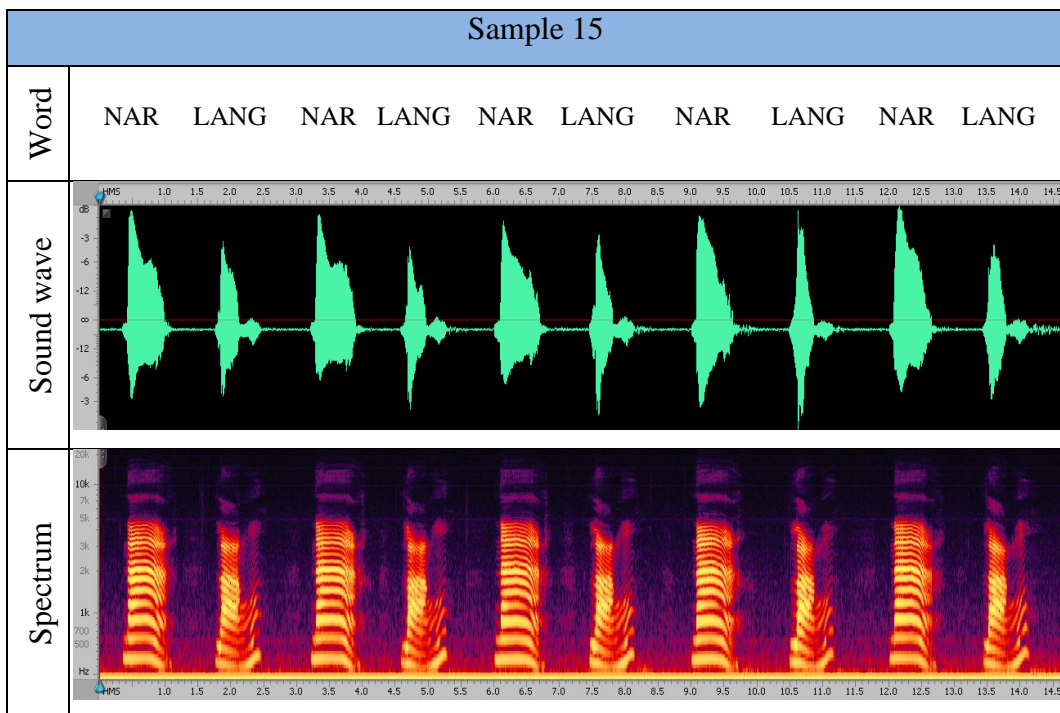 Sample 15
Word
NAR LANG NAR LANG NAR LANG NAR LANG NAR LANG
Sound wave
HMS 1.0 1.5 2.0 2.5 3.0 3.5 4.0 4.5 5.0 5.5 6.0 6.5 7.0 7.5 8.0 8.5 9.0 9.5 10.0 10.5 11.0 11.5 12.0 12.5 13.0 13.5 14.0 14.5
dB
-3
-6
-12
∞
-12
-6
-3
Spectrum
20k
10k
7k
5k
3k
2k
1k
700
500
Hz
HMS 1.0 1.5 2.0 2.5 3.0 3.5 4.0 4.5 5.0 5.5 6.0 6.5 7.0 7.5 8.0 8.5 9.0 9.5 10.0 10.5 11.0 11.5 12.0 12.5 13.0 13.5 14.0 14.5